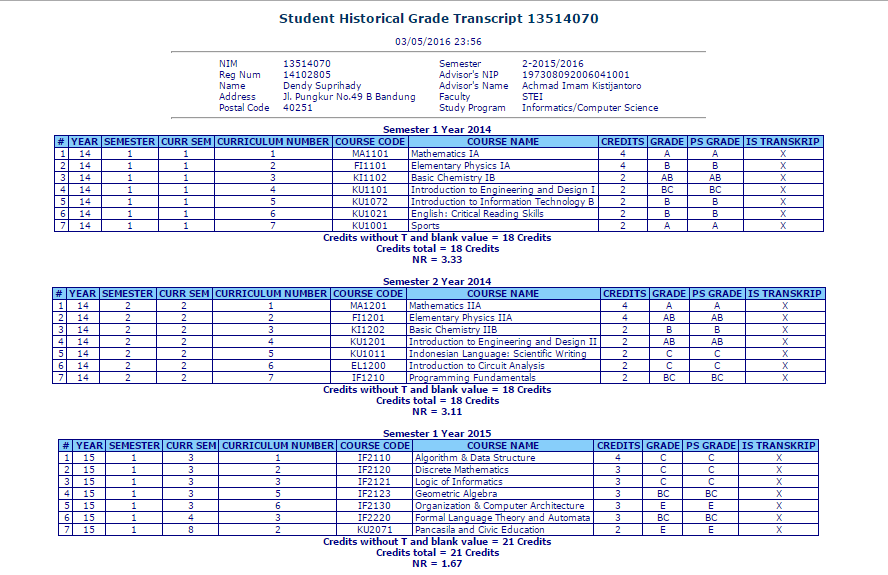 Student Historical Grade Transcript 13514070
03/05/2016 23:56
NIM 13514070 Semester 2-2015/2016
Reg Num 14102805 Advisor's NIP 197308092006041001
Name Dendy Suprihady Advisor's Name Achmad Imam Kistijantoro
Address Jl. Pungkur No.49 B Bandung Faculty STEI
Postal Code 40251 Study Program Informatics/Computer Science
Semester 1 Year 2014
# YEAR SEMESTER CURR SEM CURRICULUM NUMBER COURSE CODE COURSE NAME CREDITS GRADE PS GRADE IS TRANSKRIP
1 14 1 1 1 MA1101 Mathematics IA 4 A A X
2 14 1 1 2 FI1101 Elementary Physics IA 4 B B X
3 14 1 1 3 KI1102 Basic Chemistry IB 2 AB AB X
4 14 1 1 4 KU1101 Introduction to Engineering and Design I 2 BC BC X
5 14 1 1 5 KU1072 Introduction to Information Technology B 2 B B X
6 14 1 1 6 KU1021 English: Critical Reading Skills 2 B B X
7 14 1 1 7 KU1001 Sports 2 A A X
Credits without T and blank value = 18 Credits
Credits total = 18 Credits
NR = 3.33
Semester 2 Year 2014
# YEAR SEMESTER CURR SEM CURRICULUM NUMBER COURSE CODE COURSE NAME CREDITS GRADE PS GRADE IS TRANSKRIP
1 14 2 2 1 MA1201 Mathematics IIA 4 A A X
2 14 2 2 2 FI1201 Elementary Physics IIA 4 AB AB X
3 14 2 2 3 KI1202 Basic Chemistry IIB 2 B B X
4 14 2 2 4 KU1201 Introduction to Engineering and Design II 2 AB AB X
5 14 2 2 5 KU1011 Indonesian Language: Scientific Writing 2 C C X
6 14 2 2 6 EL1200 Introduction to Circuit Analysis 2 C C X
7 14 2 2 7 IF1210 Programming Fundamentals 2 BC BC X
Credits without T and blank value = 18 Credits
Credits total = 18 Credits
NR = 3.11
Semester 1 Year 2015
# YEAR SEMESTER CURR SEM CURRICULUM NUMBER COURSE CODE COURSE NAME CREDITS GRADE PS GRADE IS TRANSKRIP
1 15 1 3 1 IF2110 Algorithm & Data Structure 4 C C X
2 15 1 3 2 IF2120 Discrete Mathematics 3 C C X
3 15 1 3 3 IF2121 Logic of Informatics 3 C C X
4 15 1 3 5 IF2123 Geometric Algebra 3 BC BC X
5 15 1 3 6 IF2130 Organization & Computer Architecture 3 E E X
6 15 1 4 3 IF2220 Formal Language Theory and Automata 3 BC BC X
7 15 1 8 2 KU2071 Pancasila and Civic Education 2 E E X
Credits without T and blank value = 21 Credits
Credits total = 21 Credits
NR = 1.67